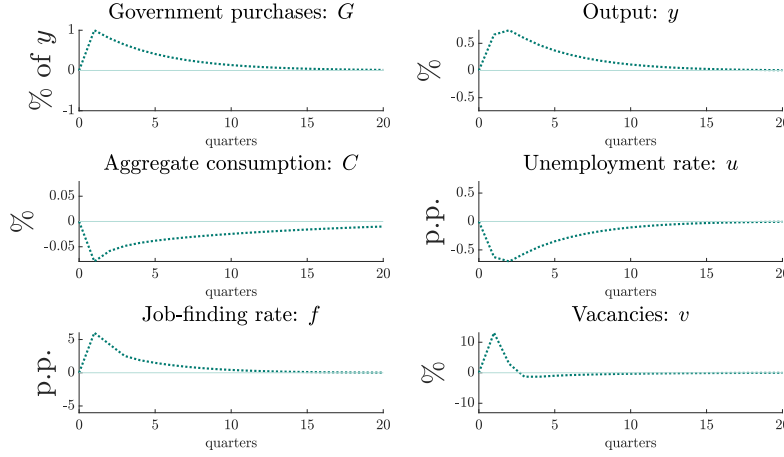 Government purchases: G
% of y
1
0
-1
0 5 10 15 20
quarters
Output: y
%
0.5
0
-0.5
0 5 10 15 20
quarters
Aggregate consumption: C
%
0.05
0
-0.05
0 5 10 15 20
quarters
Unemployment rate: u
p.p.
0.5
0
-0.5
0 5 10 15 20
quarters
Job-finding rate: f
p.p.
5
0
-5
0 5 10 15 20
quarters
Vacancies: v
%
10
0
-10
0 5 10 15 20
quarters